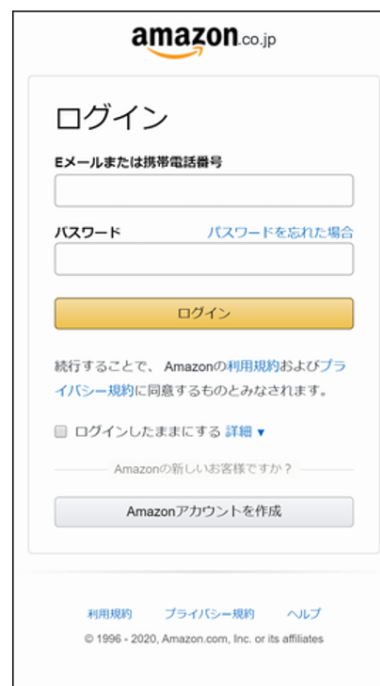 amazon.co.jp
ログイン
Eメールまたは携帯電話番号
パスワード パスワードを忘れた場合
ログイン
続行することで、 Amazonの利用規約およびプラ
イバシー規約に同意するものとみなされます。
ログインしたままにする 詳細 ▼
Amazonの新しいお客様ですか？
Amazonアカウントを作成
利用規約 プライバシー規約 ヘルプ
© 1996 - 2020, Amazon.com, Inc. or its affiliates